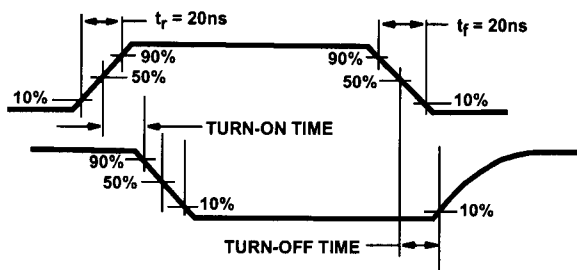 tr = 20ns
tf = 20ns
90%
50%
10%
90%
50%
10%
TURN-ON TIME
90%
50%
10%
10%
TURN-OFF TIME